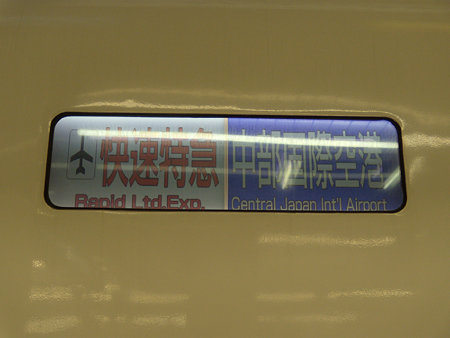 快速特急 中部国際空港
Rapid Ltd.Exp. Central Japan Int'l Airport